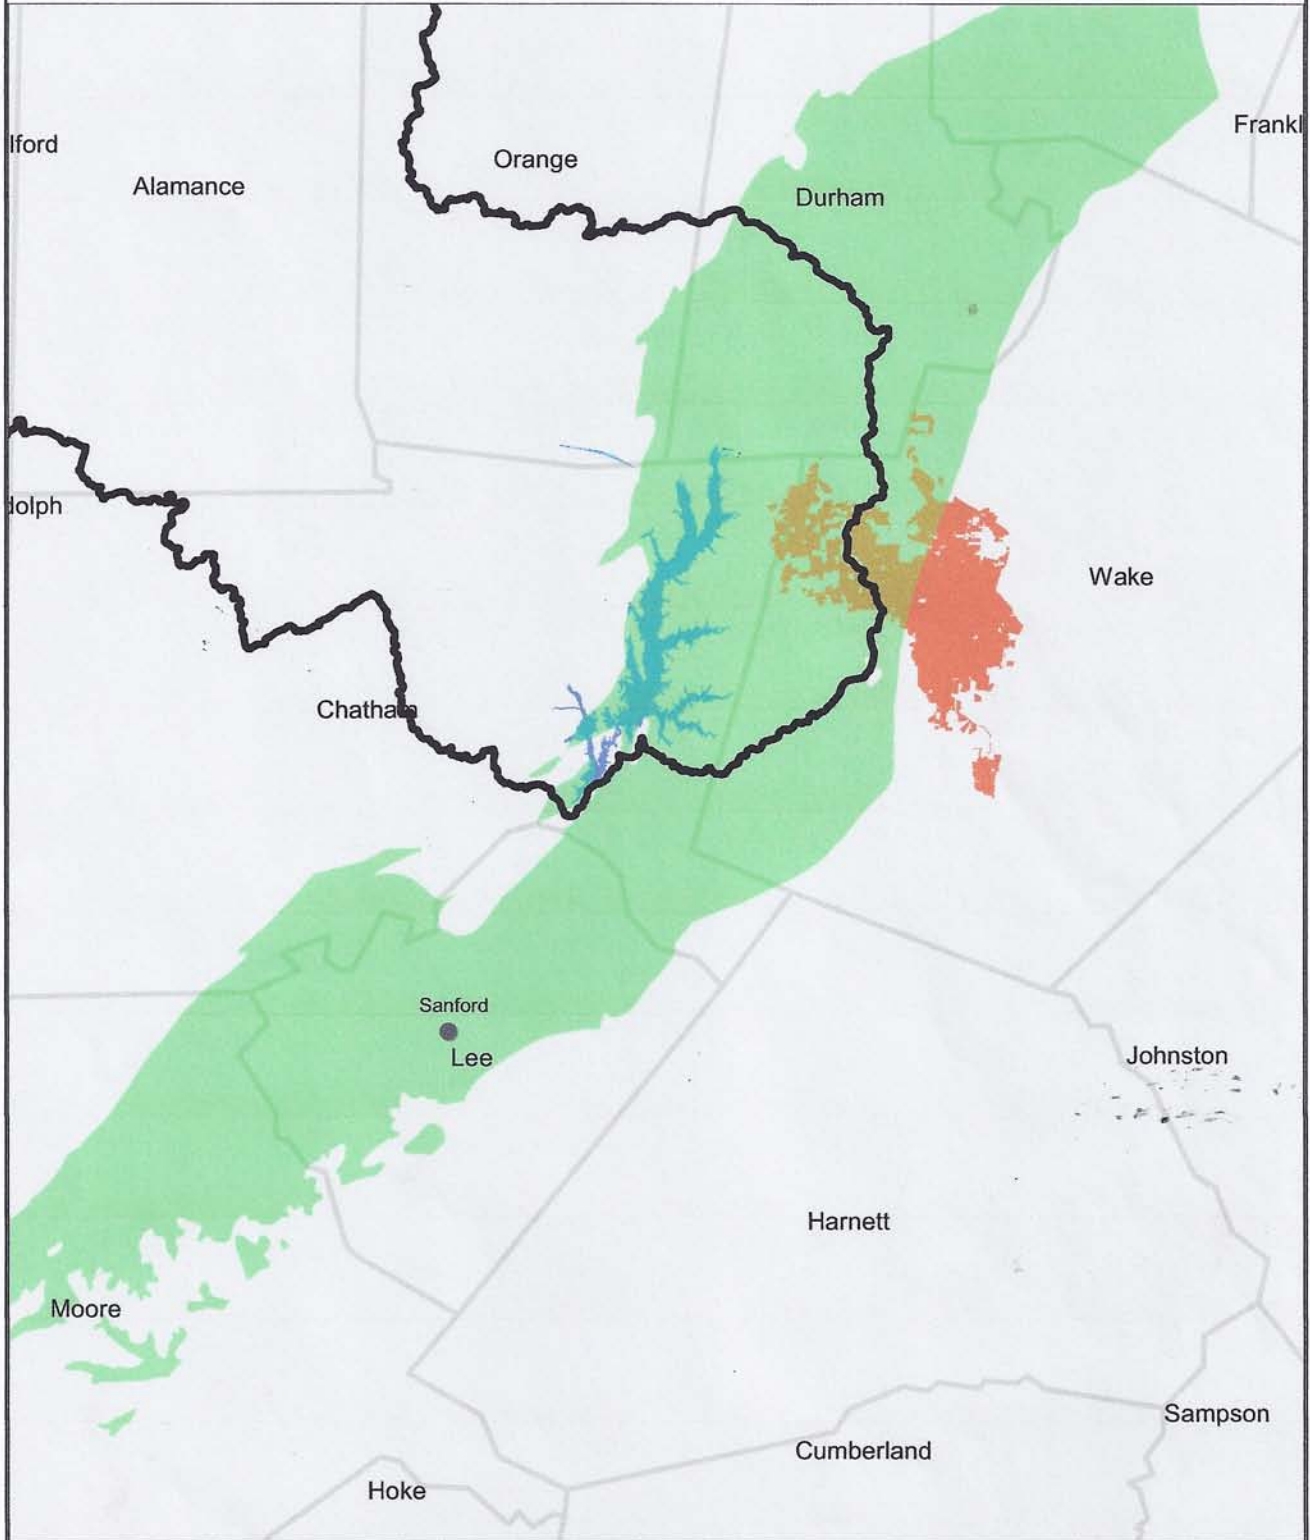 Frankl
lford
Orange
Alamance
Durham
dolph
Wake
Chatham
Sanford
Lee
Johnston
Harnett
Moore
Sampson
Cumberland
Hoke